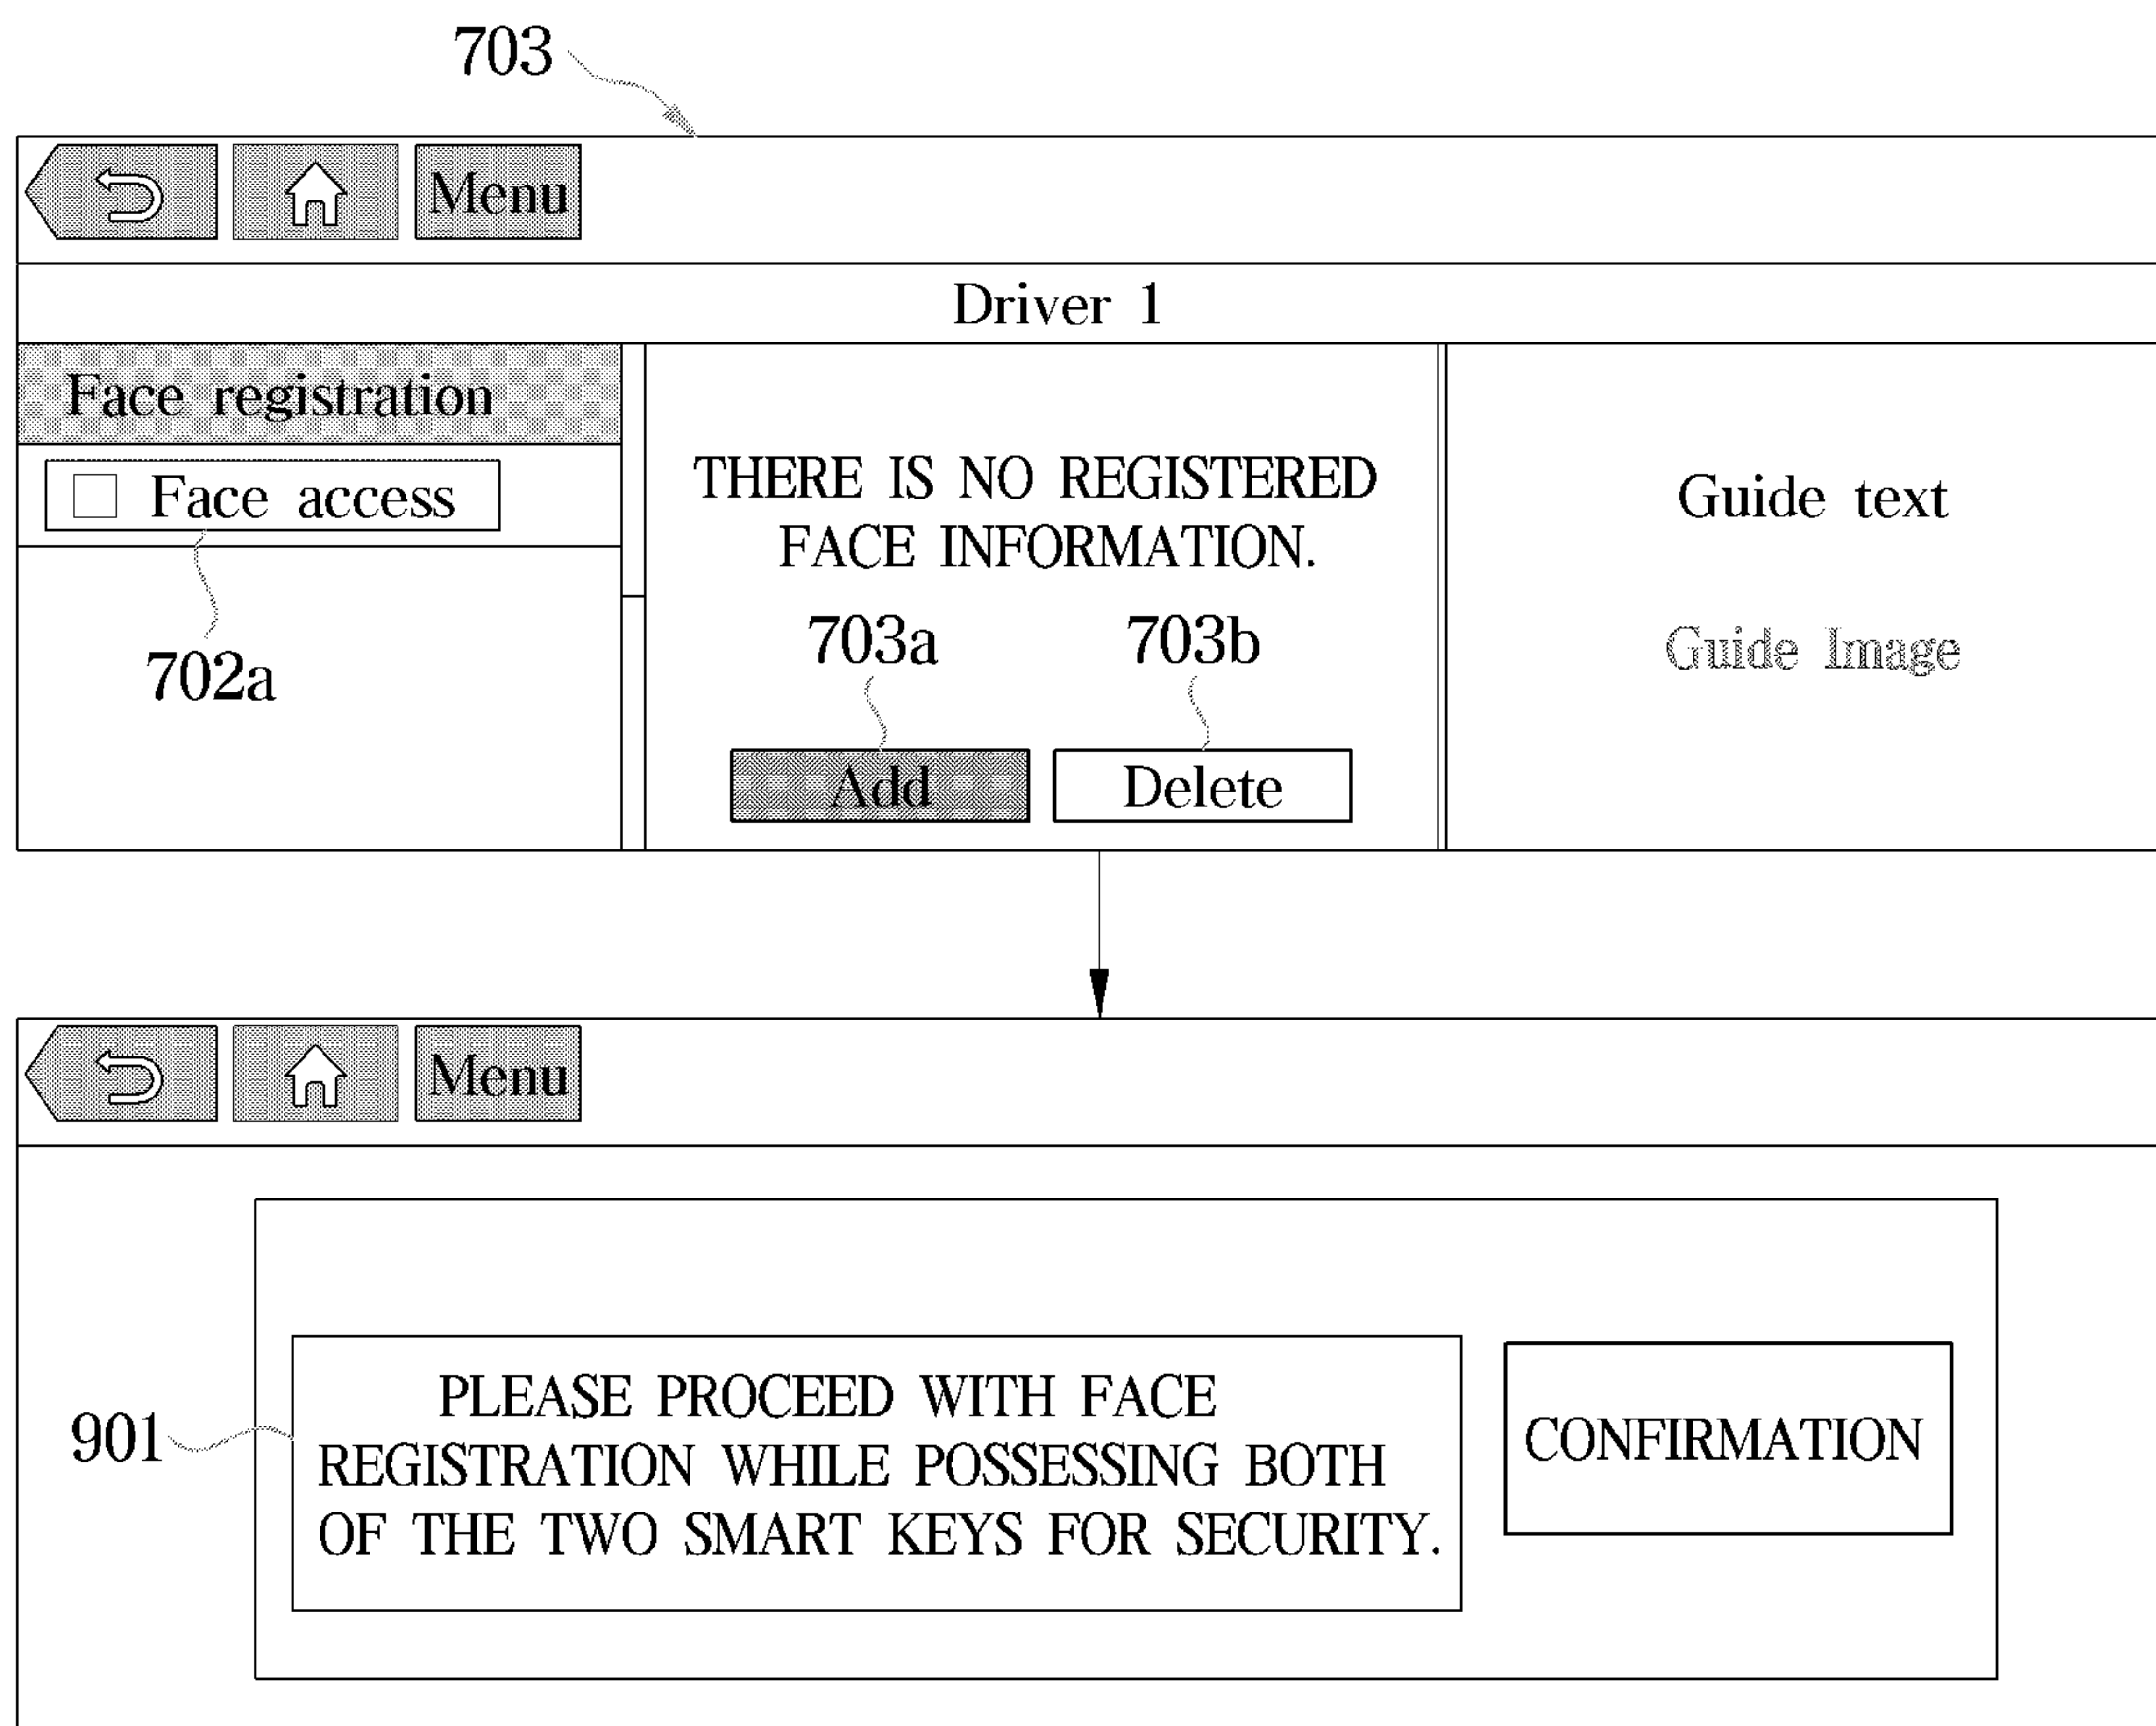 703
Menu
Driver 1
Face registration
Face access
702a
THERE IS NO REGISTERED
FACE INFORMATION.
703a
703b
Add
Delete
Guide text
Guide Image
Menu
901
PLEASE PROCEED WITH FACE
REGISTRATION WHILE POSSESSING BOTH
OF THE TWO SMART KEYS FOR SECURITY.
CONFIRMATION